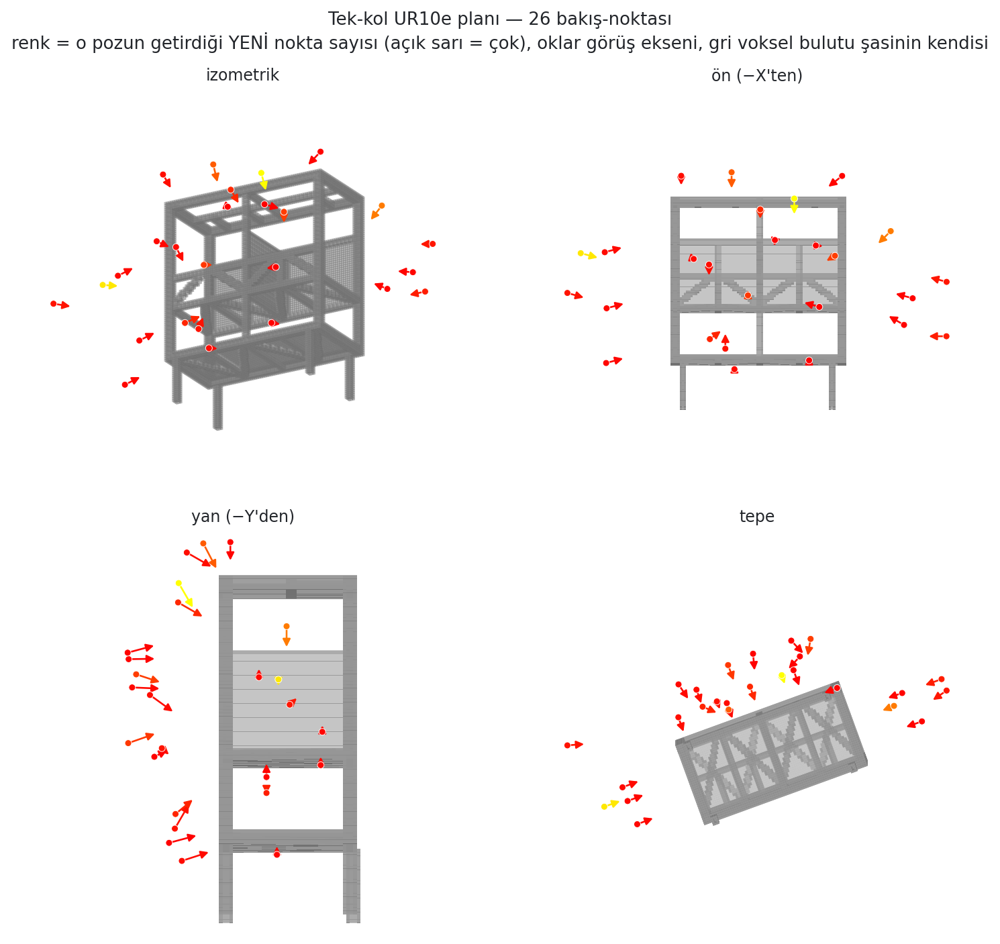 Tek-kol UR10e planı — 26 bakış-noktası
renk = o pozun getirdiği YENİ nokta sayısı (açık sarı = çok), oklar görüş ekseni, gri voksel bulutu şasinin kendisi
izometrik
ön (−X'ten)
yan (−Y'den)
tepe